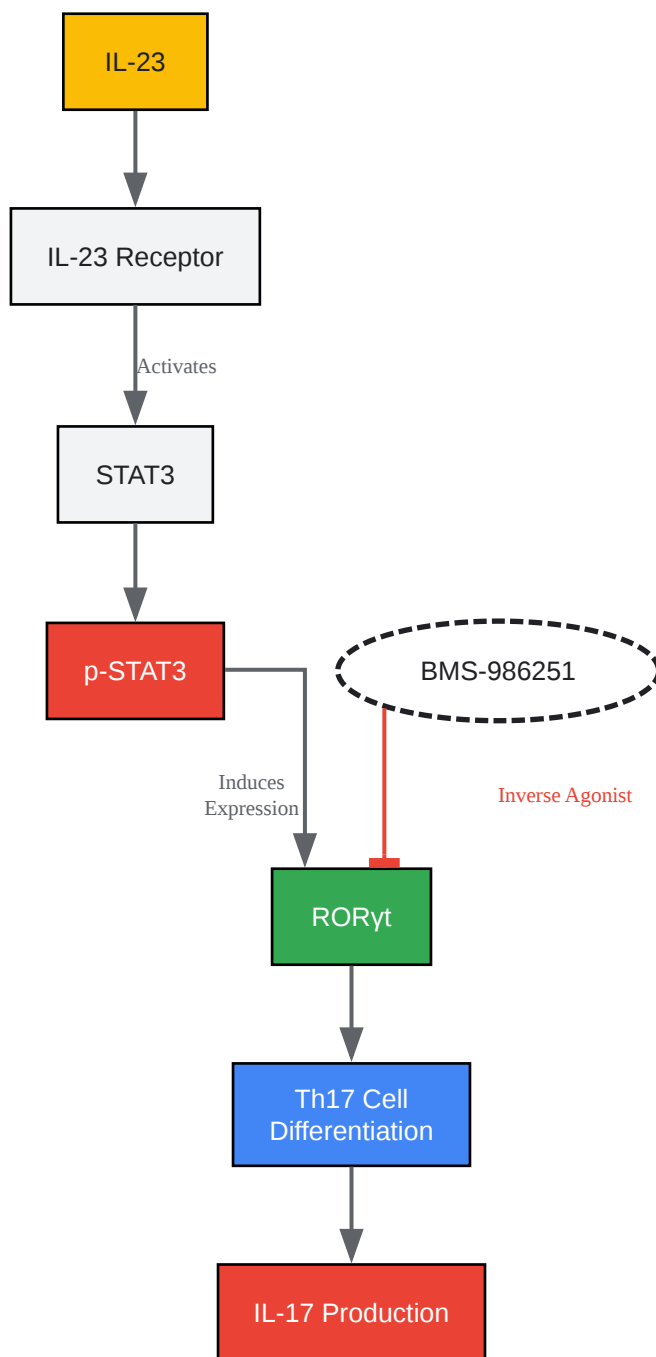 IL-23
IL-23 Receptor
Activates
STAT3
p-STAT3
BMS-986251
Induces
Expression
Inverse Agonist
RORγt
Th17 Cell
Differentiation
IL-17 Production